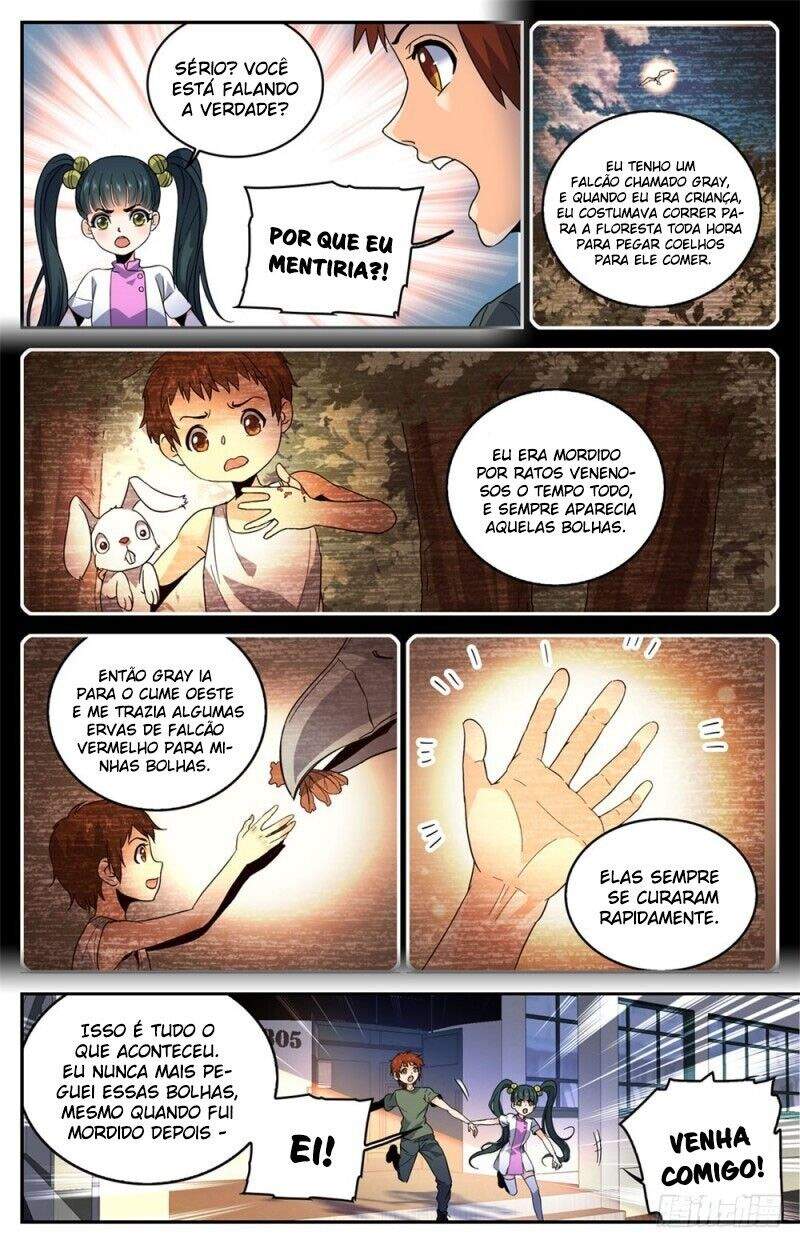 SÉRIO? VOCÊ
ESTÁ FALANDO
A VERDADE?
POR QUE EU
MENTIRIA?!
EU TENHO UM
FALCÃO CHAMADO GRAY,
E QUANDO EU ERA CRIANÇA,
EU COSTUMAVA CORRER PA-
RA A FLORESTA TODA HORA
PARA PEGAR COELHOS
PARA ELE COMER.
EU ERA MORDIDO
POR RATOS VENENO-
SOS O TEMPO TODO,
E SEMPRE APARECIA
AQUELAS BOLHAS.
ENTÃO GRAY IA
PARA O CUME OESTE
E ME TRAZIA ALGUMAS
ERVAS DE FALCÃO
VERMELHO PARA MI-
NHAS BOLHAS.
ELAS SEMPRE
SE CURARAM
RAPIDAMENTE.
ISSO É TUDO O
QUE ACONTECEU.
EU NUNCA MAIS PE-
GUEI ESSAS BOLHAS,
MESMO QUANDO FUI
MORDIDO DEPOIS -
305
EI!
VENHA
COMIGO!